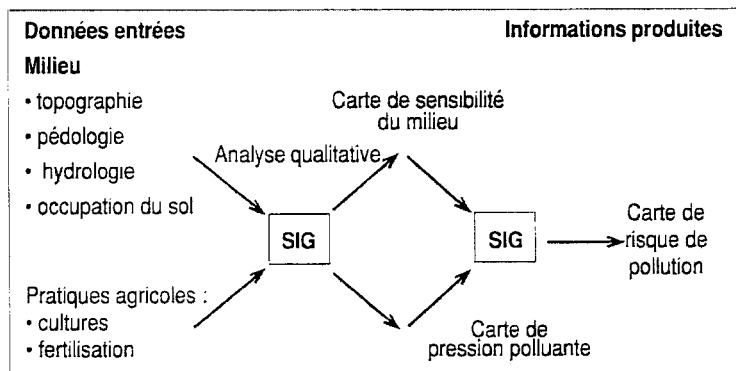 Données entrées
Informations produites
Milieu
• topographie
• pédologie
• hydrologie
• occupation du sol
Analyse qualitative
Carte de sensibilité
du milieu
SIG
SIG
Carte de
risque de
pollution
Pratiques agricoles :
• cultures
• fertilisation
Carte de
pression polluante